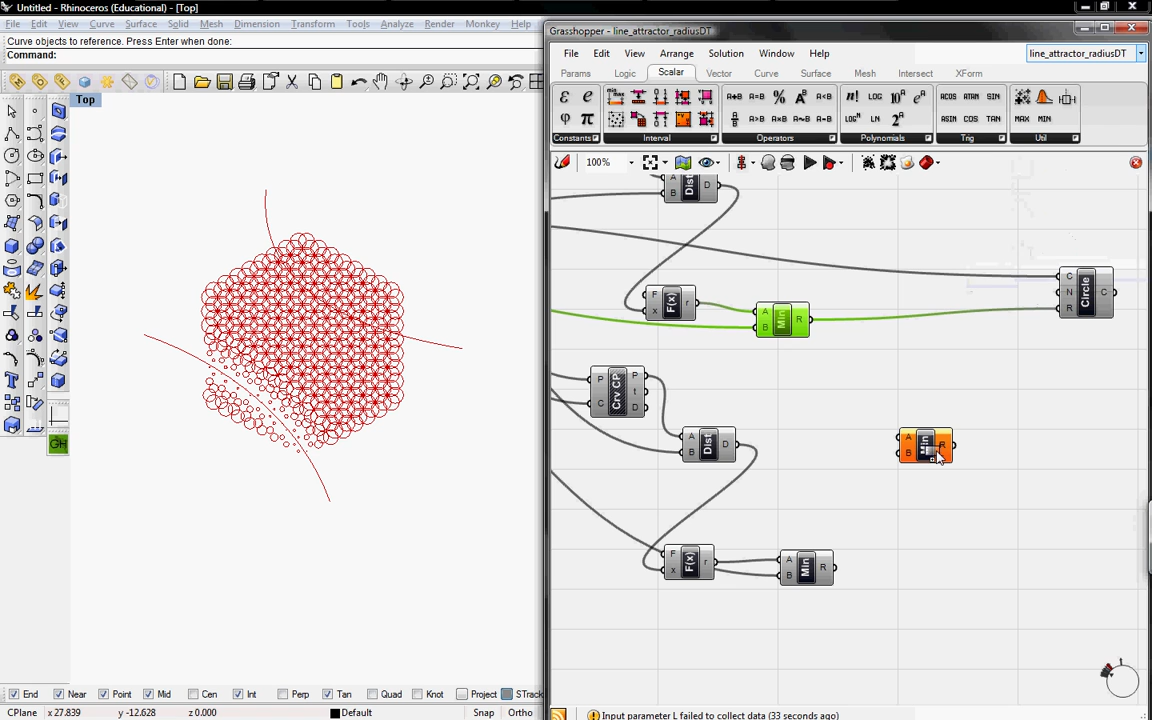 Untitled - Rhinoceros (Educational) - [Top]
File Edit View Curve Surface Solid Mesh Dimension Transform Tools Analyze Render Monkey Help
Curve objects to reference. Press Enter when done:
Command:
Top
Grasshopper - line_attractor_radiusDT
File Edit View Arrange Solution Window Help
line_attractor_radiusDT
Params Logic Scalar Vector Curve Surface Mesh Intersect XForm
Constants Interval Operators Polynomials Trig Util
100%
A B Dist D
C N R Circle C
F x F(x) r
A B Min R
P C Crv CP P t D
A B Dist D
A B Min R
F x F(x) r
A B Min R
GH
End Near Point Mid Cen Int Perp Tan Quad Knot Project STrack
CPlane x 27.839 y -12.628 z 0.000 Default Snap Ortho
Input parameter L failed to collect data (33 seconds ago)